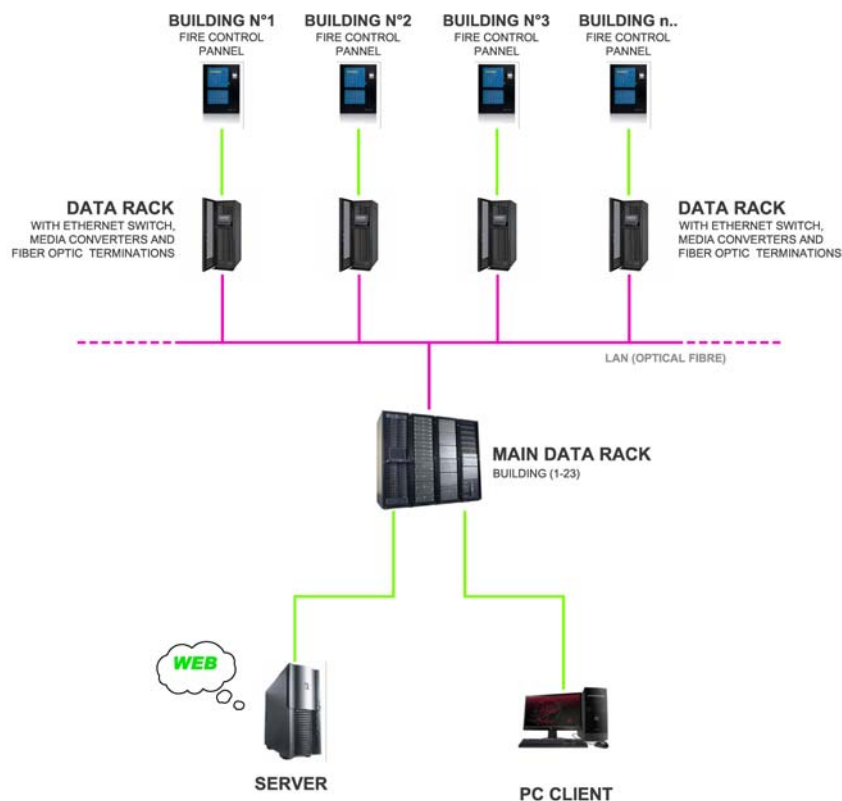 BUILDING N°1
FIRE CONTROL
PANNEL
BUILDING N°2
FIRE CONTROL
PANNEL
BUILDING N°3
FIRE CONTROL
PANNEL
BUILDING n..
FIRE CONTROL
PANNEL
DATA RACK
WITH ETHERNET SWITCH,
MEDIA CONVERTERS AND
FIBER OPTIC TERMINATIONS
DATA RACK
WITH ETHERNET SWITCH,
MEDIA CONVERTERS AND
FIBER OPTIC TERMINATIONS
LAN (OPTICAL FIBRE)
MAIN DATA RACK
BUILDING (1-23)
WEB
SERVER
PC CLIENT